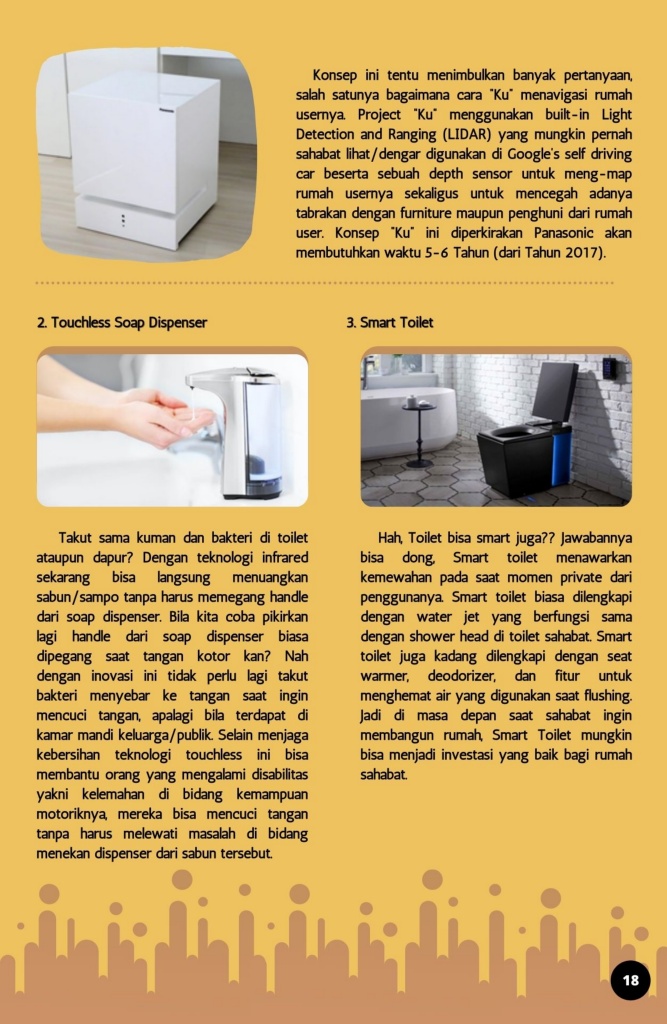 Konsep ini tentu menimbulkan banyak pertanyaan,
salah satunya bagaimana cara "Ku" menavigasi rumah
usernya. Project "Ku" menggunakan built-in Light
Detection and Ranging (LIDAR) yang mungkin pernah
sahabat lihat/dengar digunakan di Google's self driving
car beserta sebuah depth sensor untuk meng-map
rumah usernya sekaligus untuk mencegah adanya
tabrakan dengan furniture maupun penghuni dari rumah
user. Konsep "Ku" ini diperkirakan Panasonic akan
membutuhkan waktu 5-6 Tahun (dari Tahun 2017).
2. Touchless Soap Dispenser
Takut sama kuman dan bakteri di toilet
ataupun dapur? Dengan teknologi infrared
sekarang bisa langsung menuangkan
sabun/sampo tanpa harus memegang handle
dari soap dispenser. Bila kita coba pikirkan
lagi handle dari soap dispenser biasa
dipegang saat tangan kotor kan? Nah
dengan inovasi ini tidak perlu lagi takut
bakteri menyebar ke tangan saat ingin
mencuci tangan, apalagi bila terdapat di
kamar mandi keluarga/publik. Selain menjaga
kebersihan teknologi touchless ini bisa
membantu orang yang mengalami disabilitas
yakni kelemahan di bidang kemampuan
motoriknya, mereka bisa mencuci tangan
tanpa harus melewati masalah di bidang
menekan dispenser dari sabun tersebut.
3. Smart Toilet
Hah, Toilet bisa smart juga?? Jawabannya
bisa dong, Smart toilet menawarkan
kemewahan pada saat momen private dari
penggunanya. Smart toilet biasa dilengkapi
dengan water jet yang berfungsi sama
dengan shower head di toilet sahabat. Smart
toilet juga kadang dilengkapi dengan seat
warmer, deodorizer, dan fitur untuk
menghemat air yang digunakan saat flushing.
Jadi di masa depan saat sahabat ingin
membangun rumah, Smart Toilet mungkin
bisa menjadi investasi yang baik bagi rumah
sahabat.
18